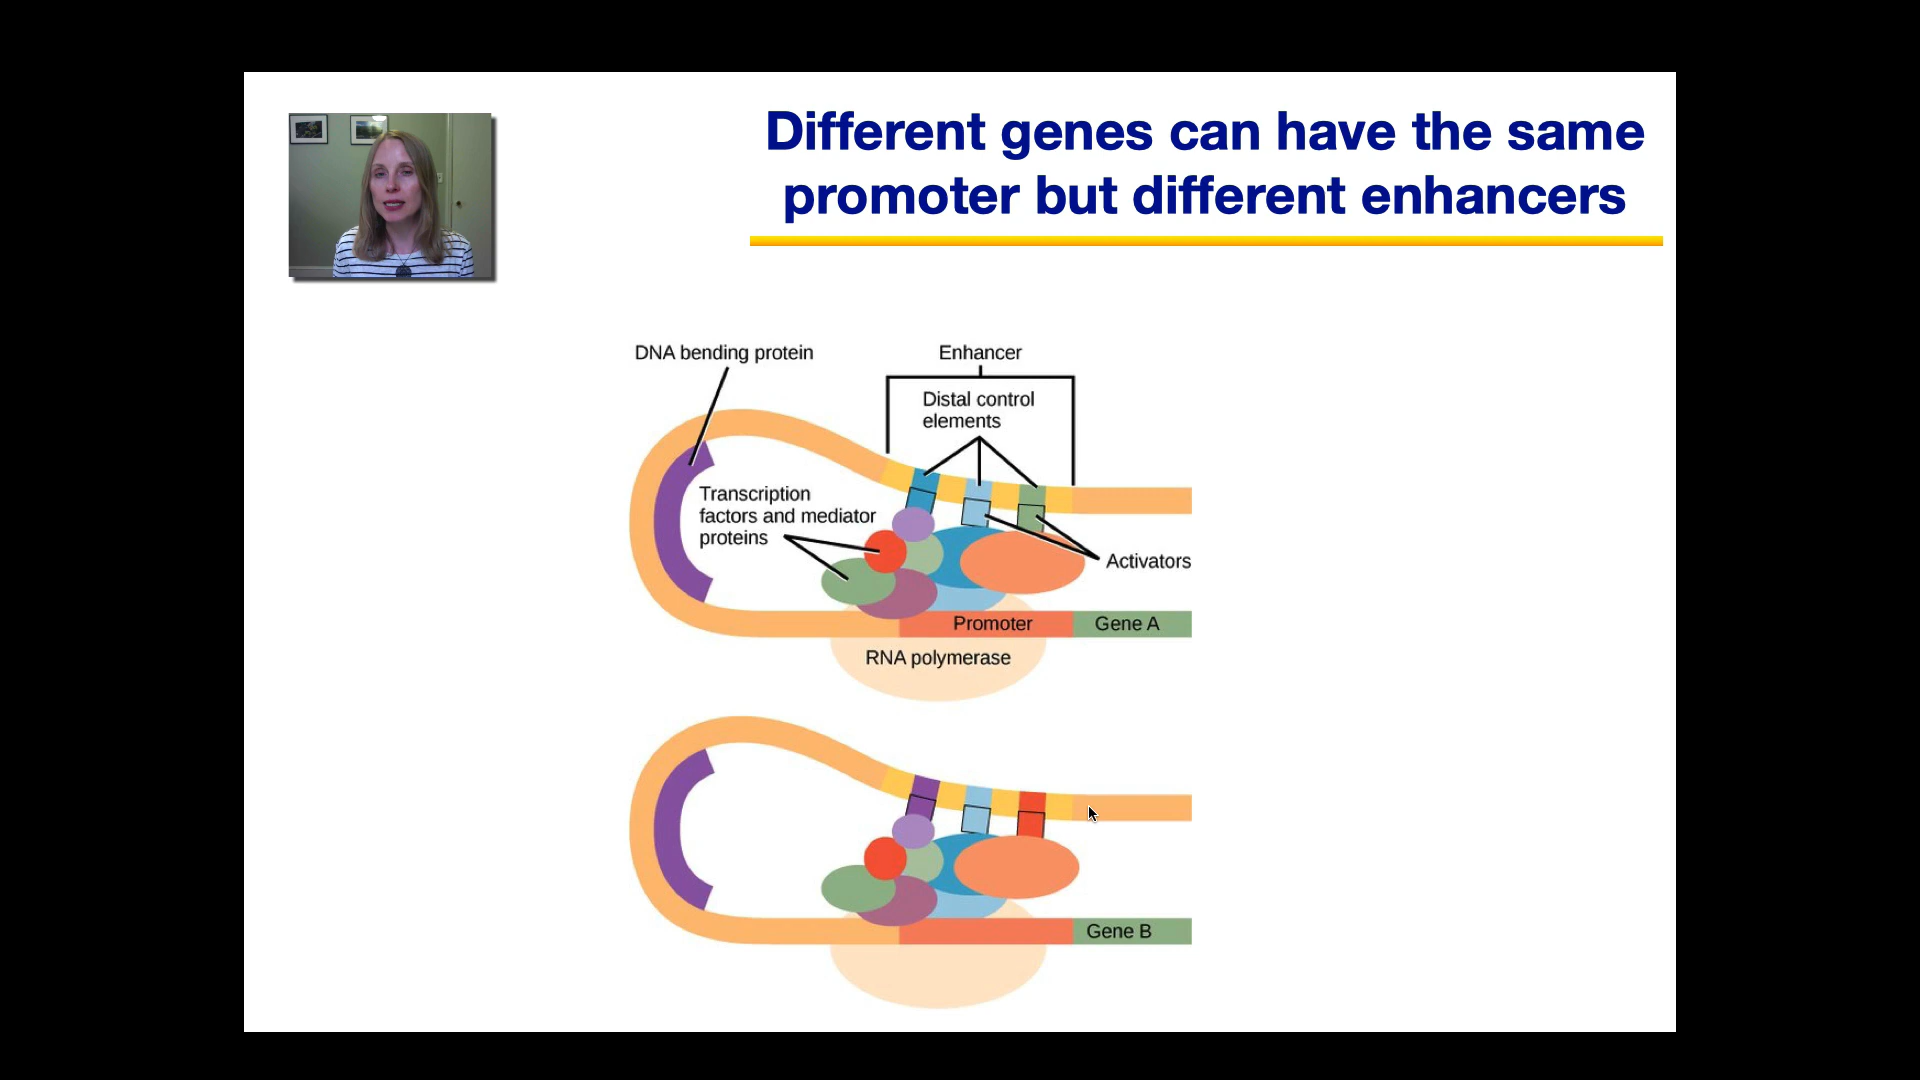 Different genes can have the same
promoter but different enhancers
DNA bending protein
Enhancer
Distal control
elements
Transcription
factors and mediator
proteins
Activators
Promoter
Gene A
RNA polymerase
Gene B